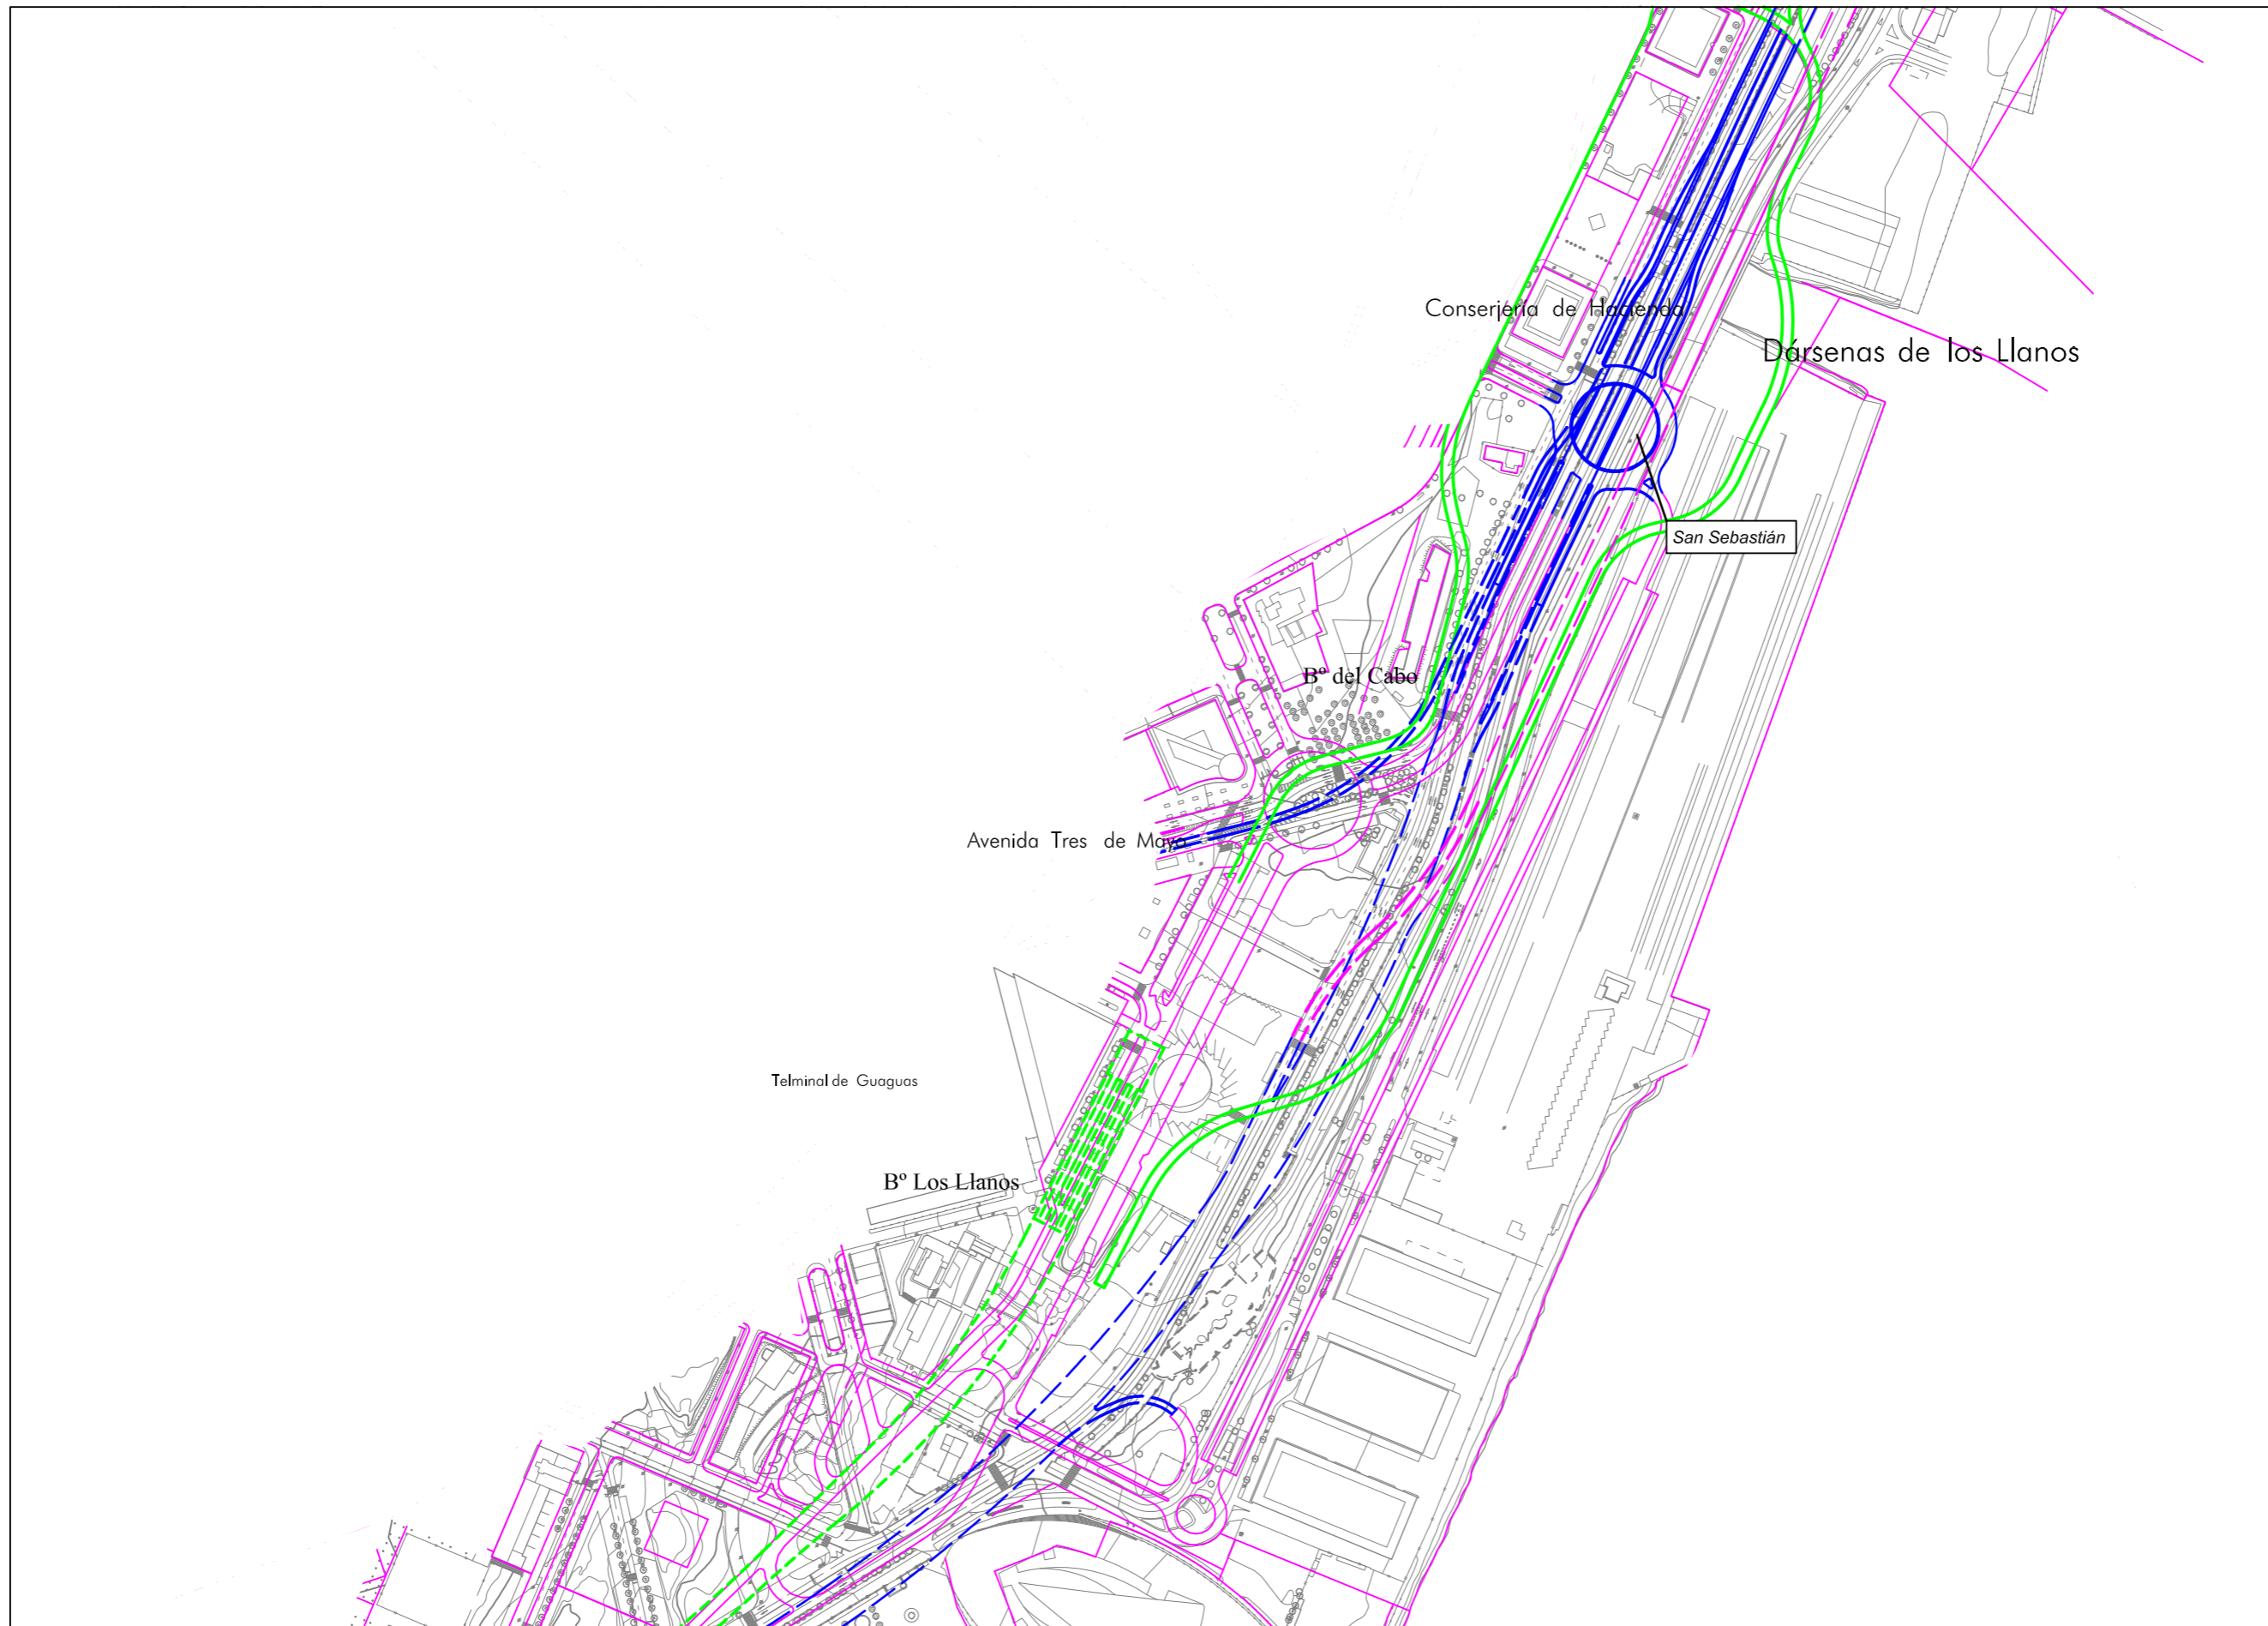 Conserjería de Hacienda
Dársenas de los Llanos
San Sebastián
Bº del Cabo
Avenida Tres de Mayo
Telminal de Guaguas
Bº Los Llanos